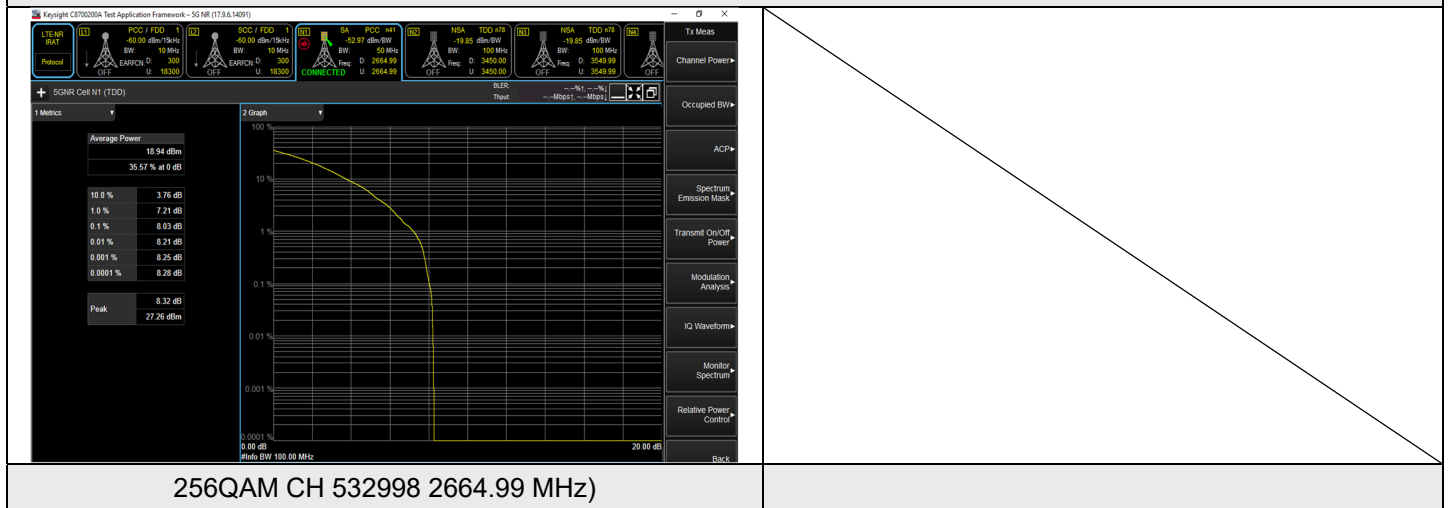 Keysight C8700200A Test Application Framework – 5G NR (17.9.6.14091)
LTE-NR IRAT
Protocol
L1 PCC / FDD 1
-60.00 dBm/15kHz
BW: 10 MHz
EARFCN: D: 300
U: 18300
OFF
L2 SCC / FDD 1
-60.00 dBm/15kHz
BW: 10 MHz
EARFCN: D: 300
U: 18300
OFF
N1 SA PCC n41
-52.97 dBm/BW
BW: 50 MHz
Freq: D: 2664.99
U: 2664.99
CONNECTED
N2 NSA TDD n78
-19.85 dBm/BW
BW: 100 MHz
Freq: D: 3450.00
U: 3450.00
OFF
N3 NSA TDD n78
-19.85 dBm/BW
BW: 100 MHz
Freq: D: 3549.99
U: 3549.99
OFF
N4
OFF
5GNR Cell N1 (TDD)
BLER: --.--%↑, --.--%↓
Thput: --.--Mbps↑, --.--Mbps↓
1 Metrics
Average Power
18.94 dBm
35.57 % at 0 dB
10.0 % 3.76 dB
1.0 % 7.21 dB
0.1 % 8.03 dB
0.01 % 8.21 dB
0.001 % 8.25 dB
0.0001 % 8.28 dB
Peak 8.32 dB
27.26 dBm
2 Graph
100 %
10 %
1 %
0.1 %
0.01 %
0.001 %
0.0001 %
0.00 dB 20.00 dB
#Info BW 100.00 MHz
Tx Meas
Channel Power
Occupied BW
ACP
Spectrum
Emission Mask
Transmit On/Off
Power
Modulation
Analysis
IQ Waveform
Monitor
Spectrum
Relative Power
Control
Back
256QAM CH 532998 2664.99 MHz)